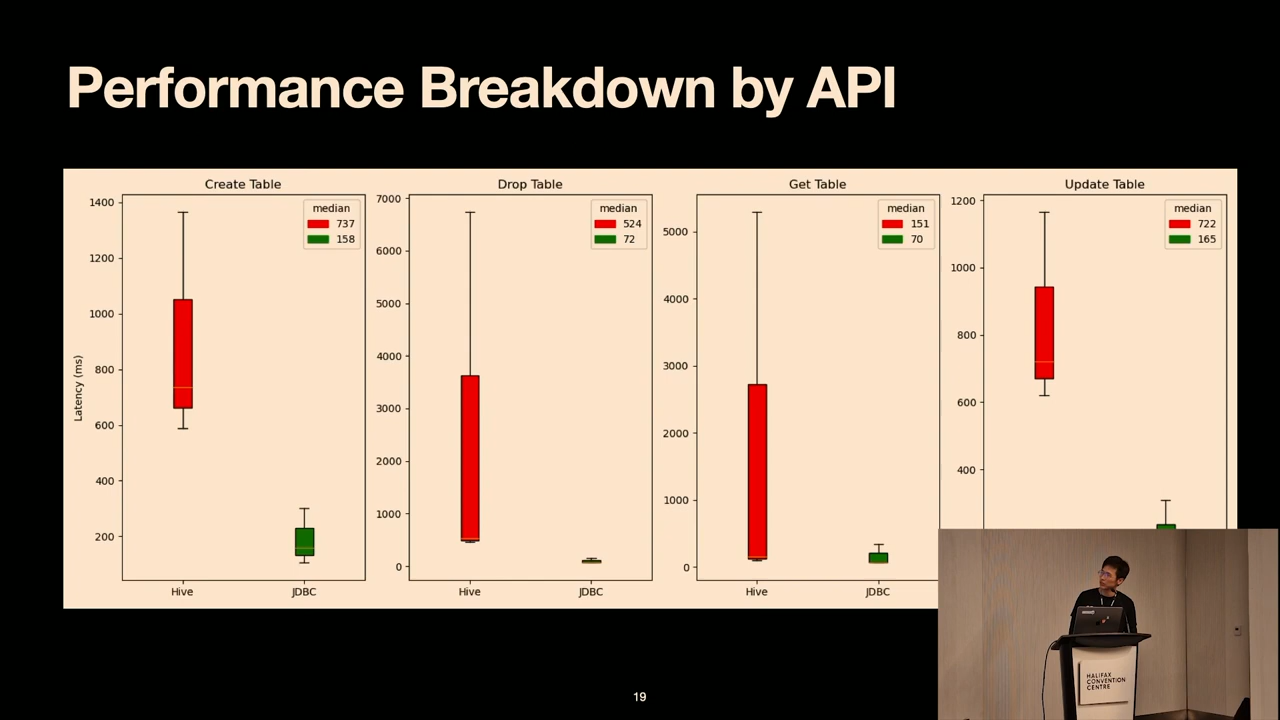 Performance Breakdown by API
Create Table
Latency (ms)
1400
1200
1000
800
600
400
200
median
737
158
Hive
JDBC
Drop Table
7000
6000
5000
4000
3000
2000
1000
0
median
524
72
Hive
JDBC
Get Table
5000
4000
3000
2000
1000
0
median
151
70
Hive
JDBC
Update Table
1200
1000
800
600
400
median
722
165
HALIFAX
CONVENTION
CENTRE
19